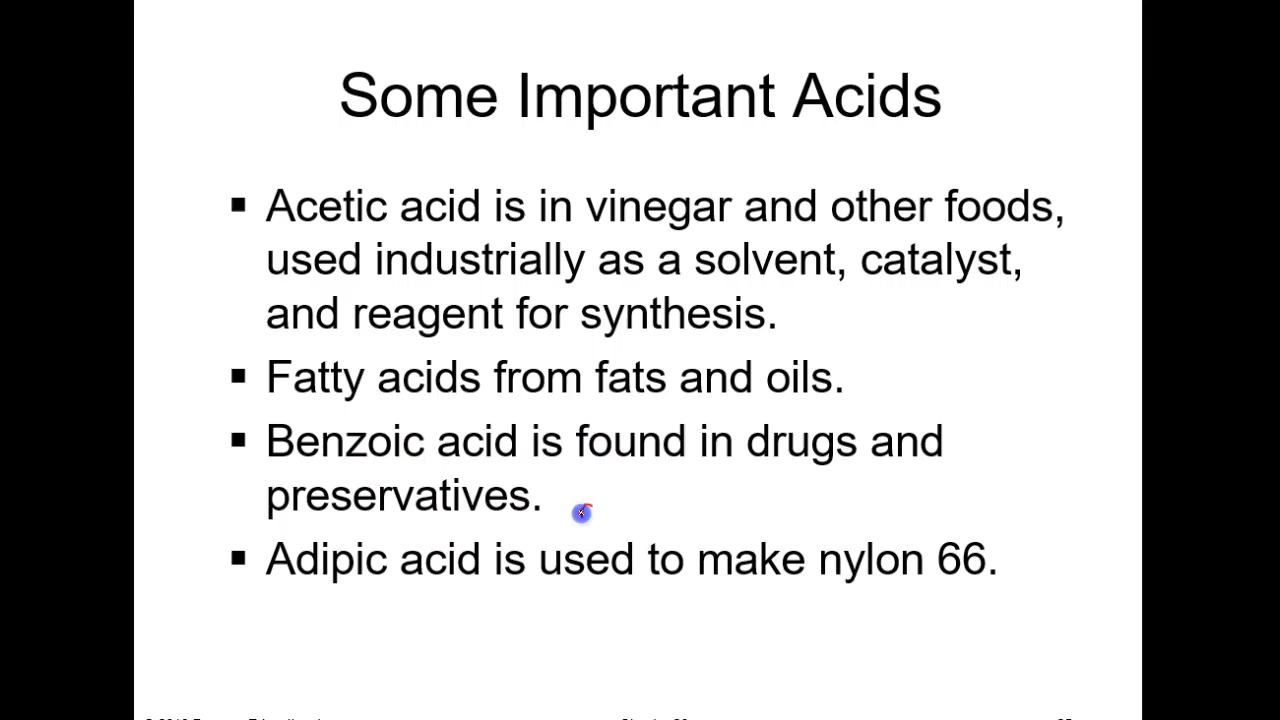 Some Important Acids
▪ Acetic acid is in vinegar and other foods,
used industrially as a solvent, catalyst,
and reagent for synthesis.
▪ Fatty acids from fats and oils.
▪ Benzoic acid is found in drugs and
preservatives.
▪ Adipic acid is used to make nylon 66.